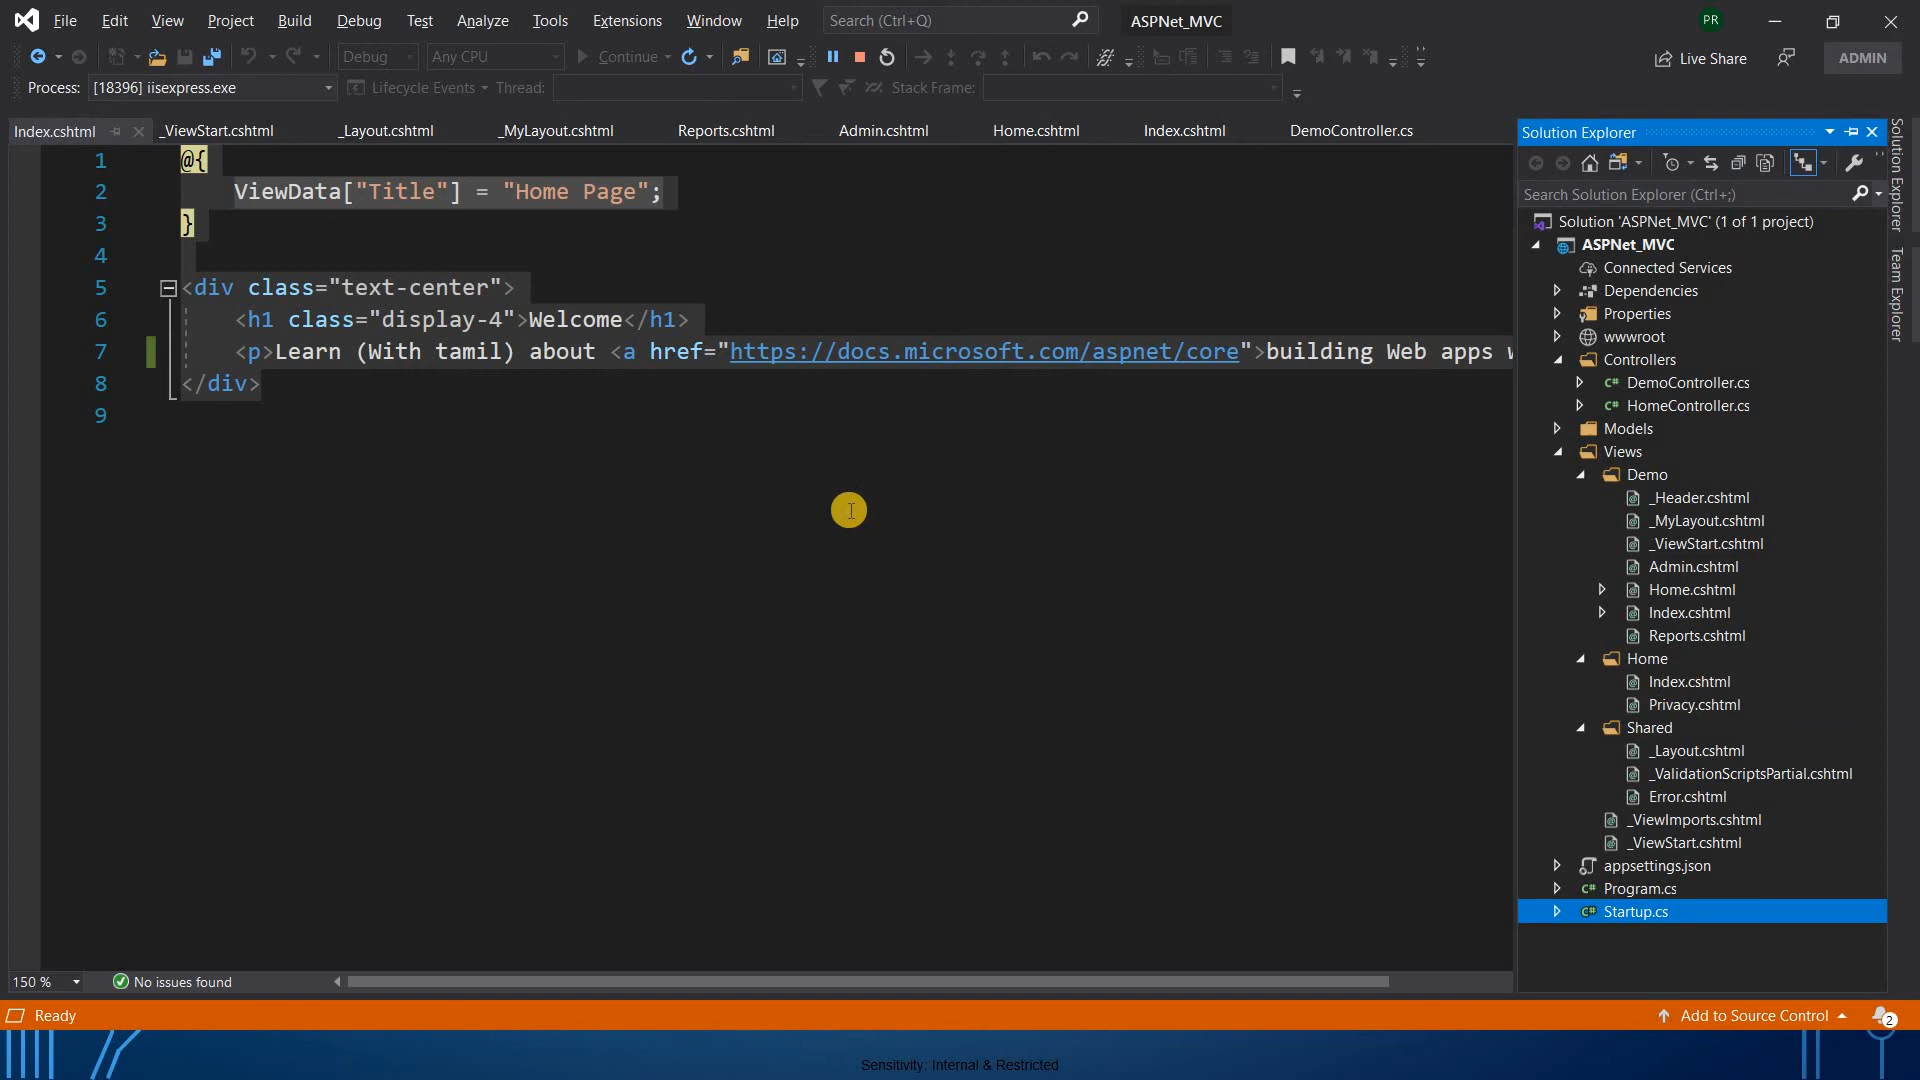 File Edit View Project Build Debug Test Analyze Tools Extensions Window Help Search (Ctrl+Q) ASPNet_MVC PR
Debug Any CPU Continue Live Share ADMIN
Process: [18396] iisexpress.exe Lifecycle Events Thread: Stack Frame:
Index.cshtml _ViewStart.cshtml _Layout.cshtml _MyLayout.cshtml Reports.cshtml Admin.cshtml Home.cshtml Index.cshtml DemoController.cs
1 @{
2 ViewData["Title"] = "Home Page";
3 }
4
5 <div class="text-center">
6 <h1 class="display-4">Welcome</h1>
7 <p>Learn (With tamil) about <a href="https://docs.microsoft.com/aspnet/core">building Web apps
8 </div>
9
150 % No issues found
Solution Explorer
Search Solution Explorer (Ctrl+;)
Solution 'ASPNet_MVC' (1 of 1 project)
ASPNet_MVC
Connected Services
Dependencies
Properties
wwwroot
Controllers
C# DemoController.cs
C# HomeController.cs
Models
Views
Demo
_Header.cshtml
_MyLayout.cshtml
_ViewStart.cshtml
Admin.cshtml
Home.cshtml
Index.cshtml
Reports.cshtml
Home
Index.cshtml
Privacy.cshtml
Shared
_Layout.cshtml
_ValidationScriptsPartial.cshtml
Error.cshtml
_ViewImports.cshtml
_ViewStart.cshtml
appsettings.json
C# Program.cs
C# Startup.cs
Solution Explorer
Team Explorer
Ready Add to Source Control 2
Sensitivity: Internal & Restricted